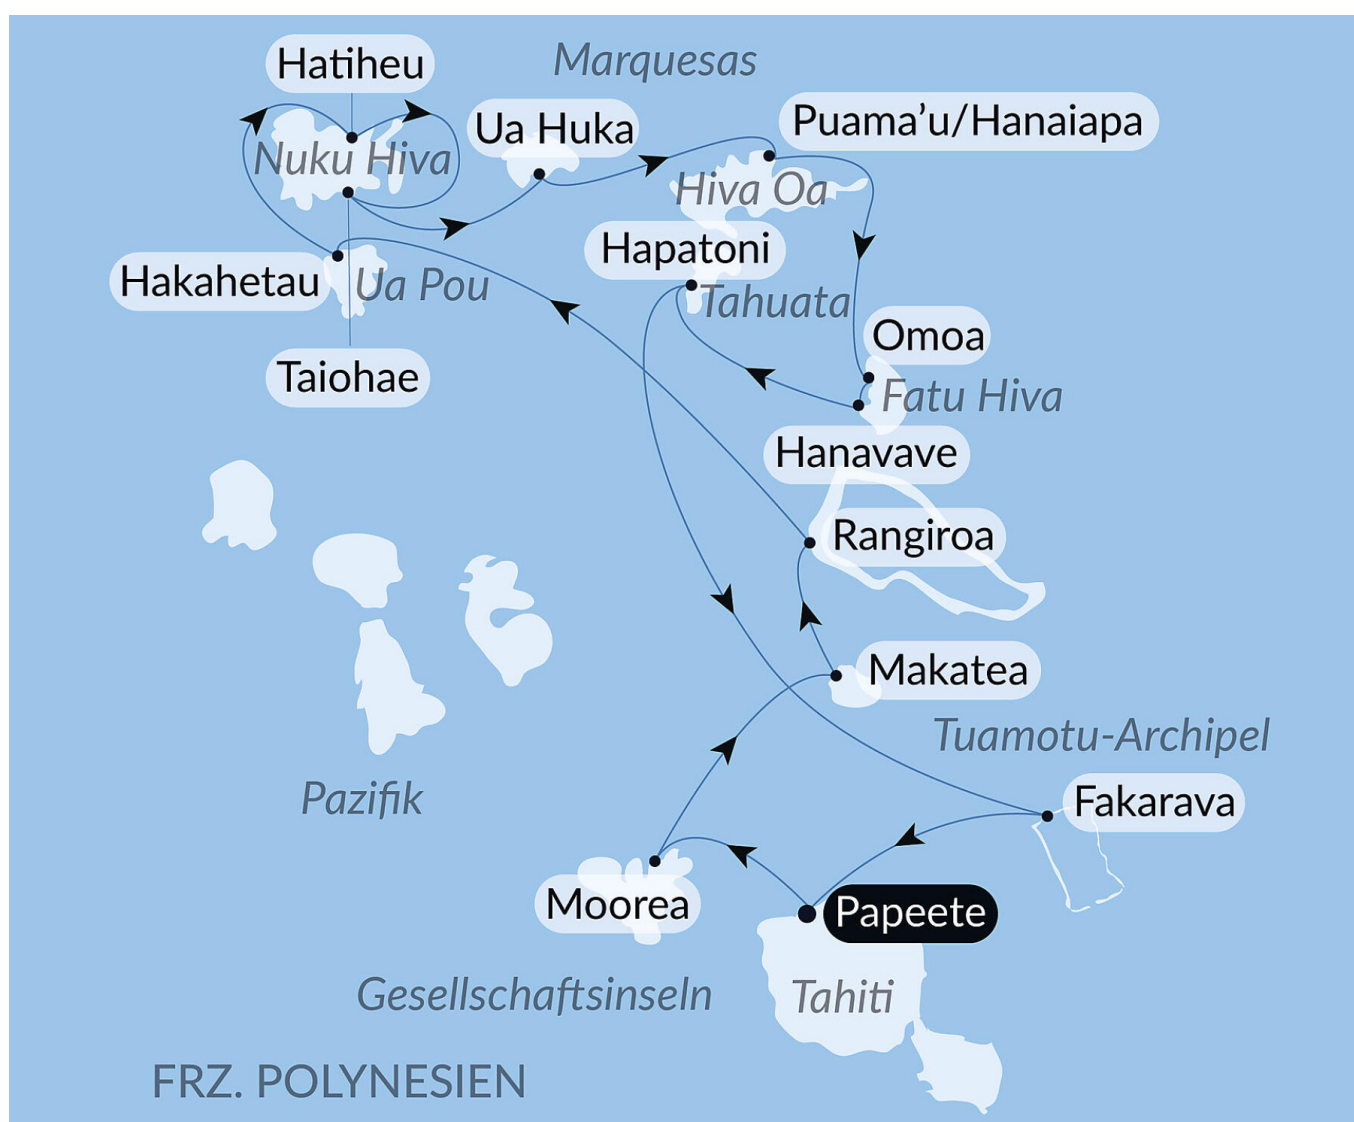 Marquesas
Hatiheu
Puama’u/Hanaiapa
Ua Huka
Nuku Hiva
Hiva Oa
Hapatoni
Hakahetau
Ua Pou
Tahuata
Omoa
Taiohae
Fatu Hiva
Hanavave
Rangiroa
Makatea
Tuamotu-Archipel
Pazifik
Fakarava
Moorea
Papeete
Gesellschaftsinseln
Tahiti
FRZ. POLYNESIEN